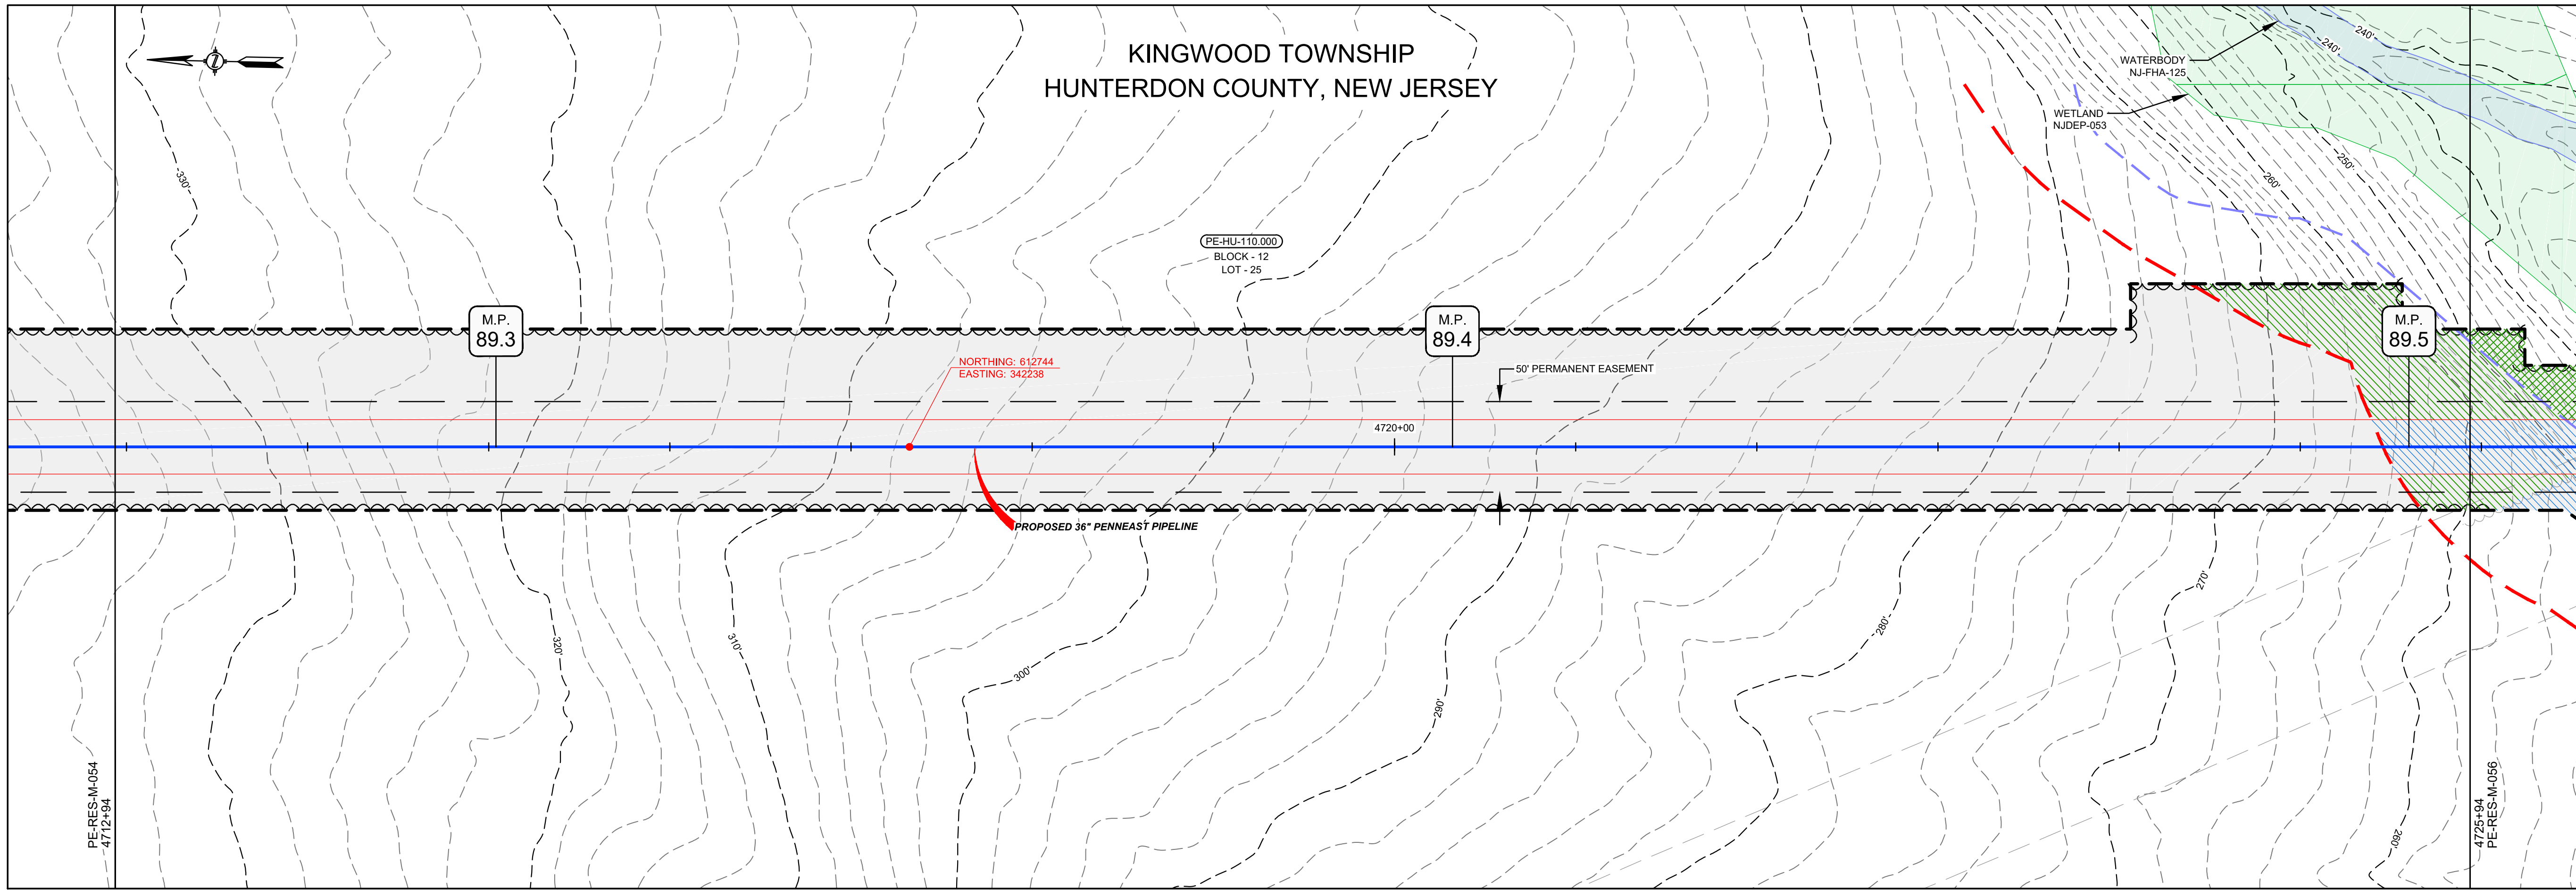 KINGWOOD TOWNSHIP
HUNTERDON COUNTY, NEW JERSEY
WATERBODY
NJ-FHA-125
WETLAND
NJDEP-053
240'
240'
250'
260'
330'
PE-HU-110.000
BLOCK - 12
LOT - 25
M.P.
89.3
M.P.
89.4
M.P.
89.5
NORTHING: 612744
EASTING: 342238
50' PERMANENT EASEMENT
4720+00
PROPOSED 36" PENNEAST PIPELINE
320'
310'
300'
290'
280'
270'
260'
PE-RES-M-054
4712+94
4725+94
PE-RES-M-056